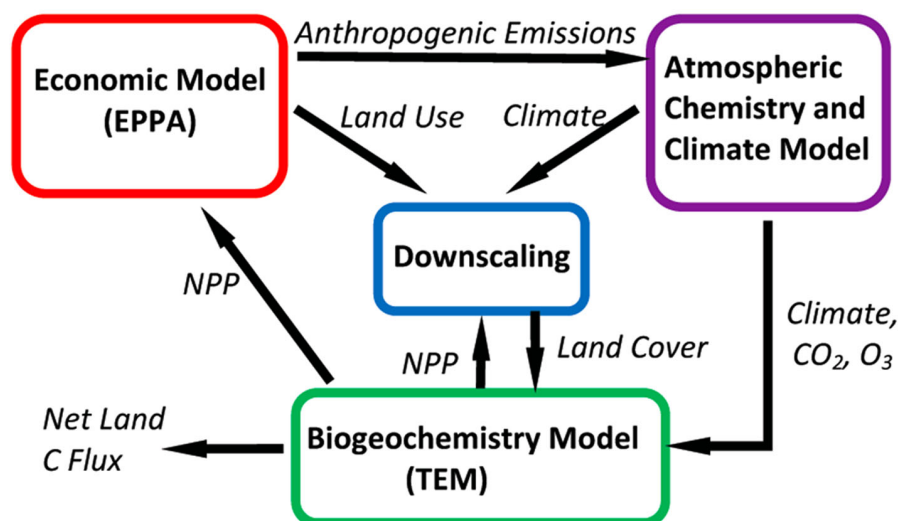 Anthropogenic Emissions
Economic Model
(EPPA)
Atmospheric
Chemistry and
Climate Model
Land Use
Climate
Downscaling
NPP
NPP
Land Cover
Climate,
CO₂, O₃
Net Land
C Flux
Biogeochemistry Model
(TEM)